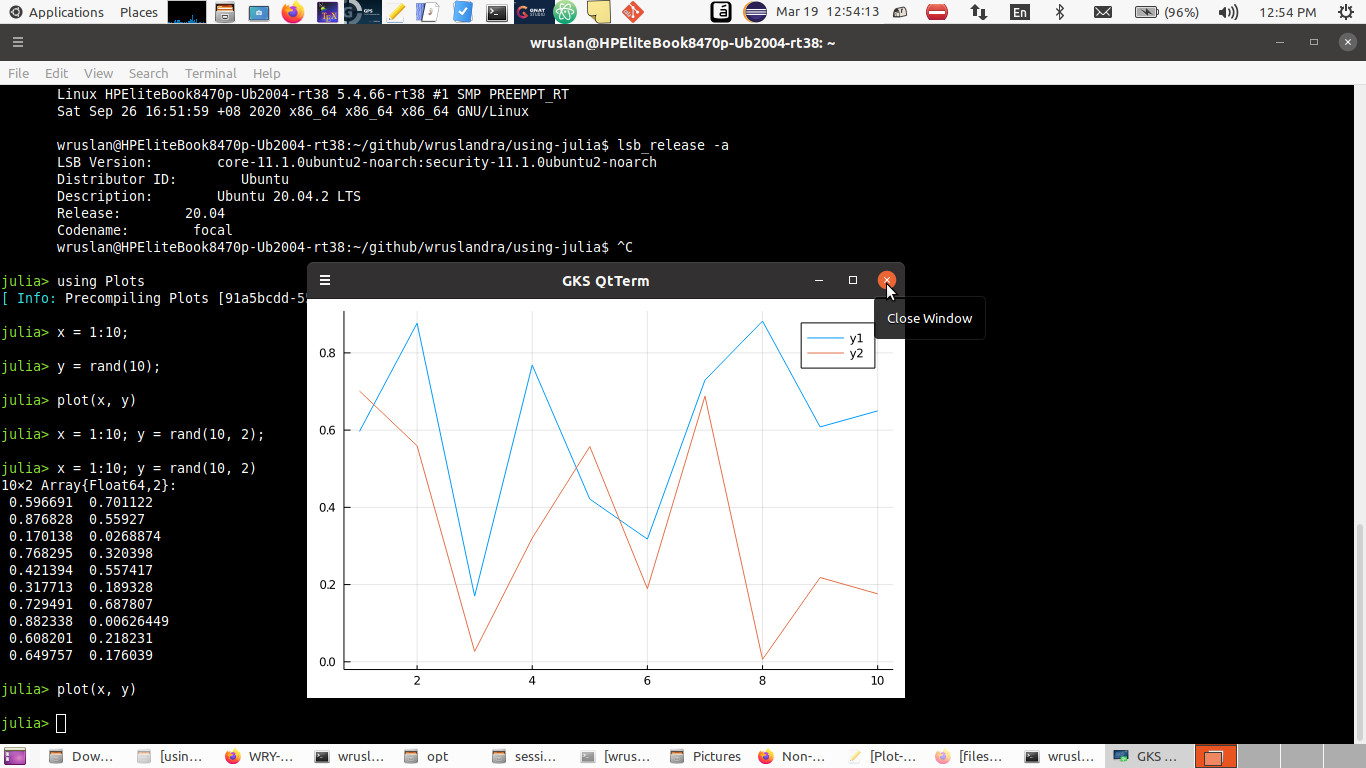 Applications Places
Mar 19 12:54:13
En
(96%)
12:54 PM
wruslan@HPEliteBook8470p-Ub2004-rt38: ~
File Edit View Search Terminal Help
Linux HPEliteBook8470p-Ub2004-rt38 5.4.66-rt38 #1 SMP PREEMPT_RT
Sat Sep 26 16:51:59 +08 2020 x86_64 x86_64 x86_64 GNU/Linux
wruslan@HPEliteBook8470p-Ub2004-rt38:~/github/wruslandra/using-julia$ lsb_release -a
LSB Version: core-11.1.0ubuntu2-noarch:security-11.1.0ubuntu2-noarch
Distributor ID: Ubuntu
Description: Ubuntu 20.04.2 LTS
Release: 20.04
Codename: focal
wruslan@HPEliteBook8470p-Ub2004-rt38:~/github/wruslandra/using-julia$ ^C
julia> using Plots
[ Info: Precompiling Plots [91a5bcdd-5
julia> x = 1:10;
julia> y = rand(10);
julia> plot(x, y)
julia> x = 1:10; y = rand(10, 2);
julia> x = 1:10; y = rand(10, 2)
10×2 Array{Float64,2}:
0.596691 0.701122
0.876828 0.55927
0.170138 0.0268874
0.768295 0.320398
0.421394 0.557417
0.317713 0.189328
0.729491 0.687807
0.882338 0.00626449
0.608201 0.218231
0.649757 0.176039
julia> plot(x, y)
julia>
GKS QtTerm
Close Window
y1
y2
0.8
0.6
0.4
0.2
0.0
2 4 6 8 10
Dow... [usin... WRY-... wrusl... opt sessi... [wrus... Pictures Non-... [Plot-... [files... wrusl... GKS ...